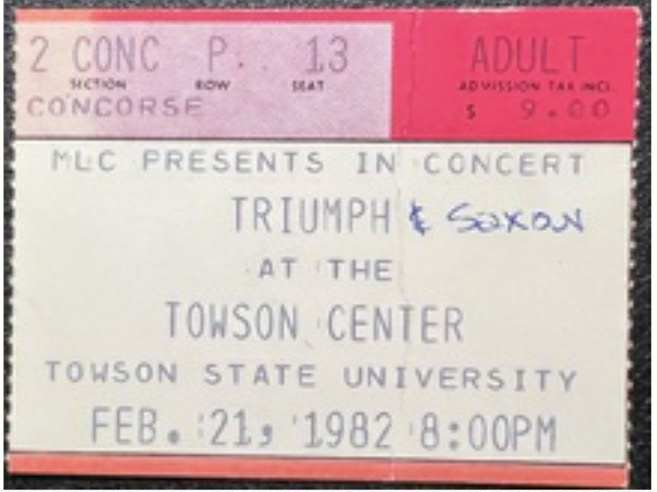 2 CONC P. 13 ADULT
SECTION ROW SEAT ADMISSION TAX INCL.
CONCORSE $ 9.00
MLC PRESENTS IN CONCERT
TRIUMPH & Saxon
AT THE
TOWSON CENTER
TOWSON STATE UNIVERSITY
FEB. 21, 1982 8:00PM